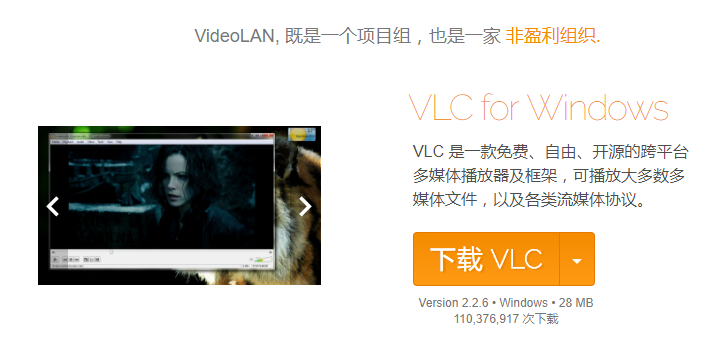 VideoLAN, 既是一个项目组，也是一家 非盈利组织.
VLC for Windows
VLC 是一款免费、自由、开源的跨平台
多媒体播放器及框架，可播放大多数多
媒体文件，以及各类流媒体协议。
下载 VLC
Version 2.2.6 • Windows • 28 MB
110,376,917 次下载